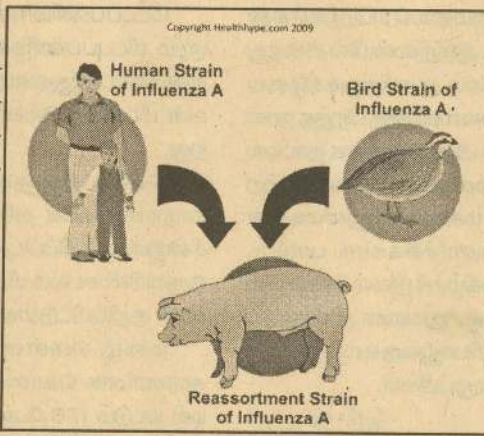 Copyright Healthhype.com 2009
Human Strain
of Influenza A
Bird Strain of
Influenza A
Reassortment Strain
of Influenza A